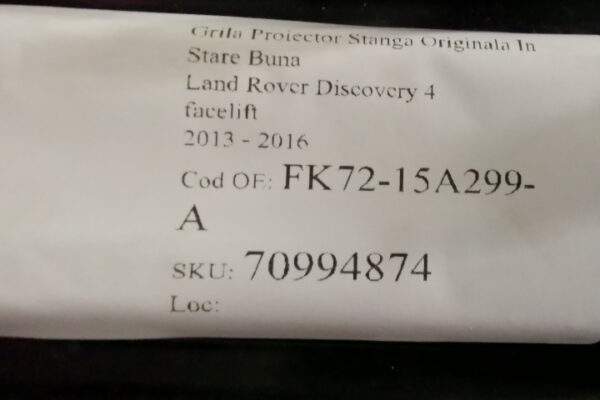 Grila Proiector Stanga Originala In
Stare Buna
Land Rover Discovery 4
facelift
2013 - 2016
Cod OE: FK72-15A299-
A
SKU: 70994874
Loc: